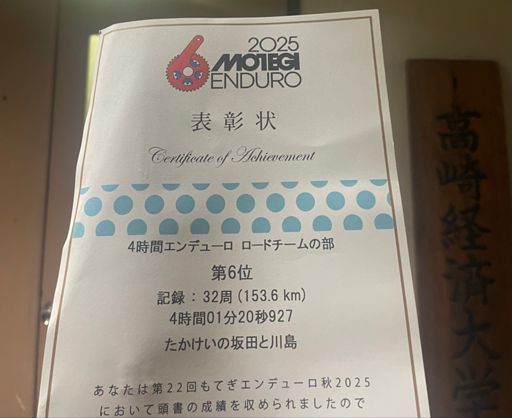 2025
MOTEGI
ENDURO
表彰状
Certificate of Achievement
4時間エンデューロ ロードチームの部
第6位
記録 : 32周 (153.6 km)
4時間01分20秒927
たかけいの坂田と川島
あなたは第22回もてぎエンデューロ秋2025
において頭書の成績を収められましたので
高崎経済大学